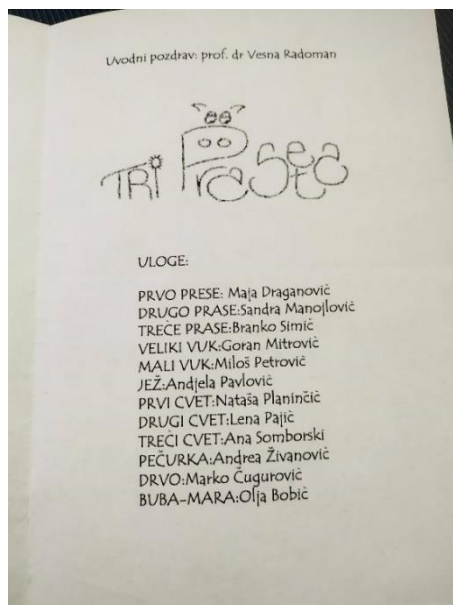 Uvodni pozdrav: prof. dr Vesna Radoman
TRI Praseta
ULOGE:
PRVO PRESE: Maja Draganović
DRUGO PRASE:Sandra Manojlović
TREĆE PRASE:Branko Simić
VELIKI VUK:Goran Mitrović
MALI VUK:Miloš Petrović
JEŽ:Andjela Pavlović
PRVI CVET:Nataša Planinčić
DRUGI CVET:Lena Pajić
TREĆI CVET:Ana Somborski
PEČURKA:Andrea Živanović
DRVO:Marko Čugurović
BUBA-MARA:Olja Bobić